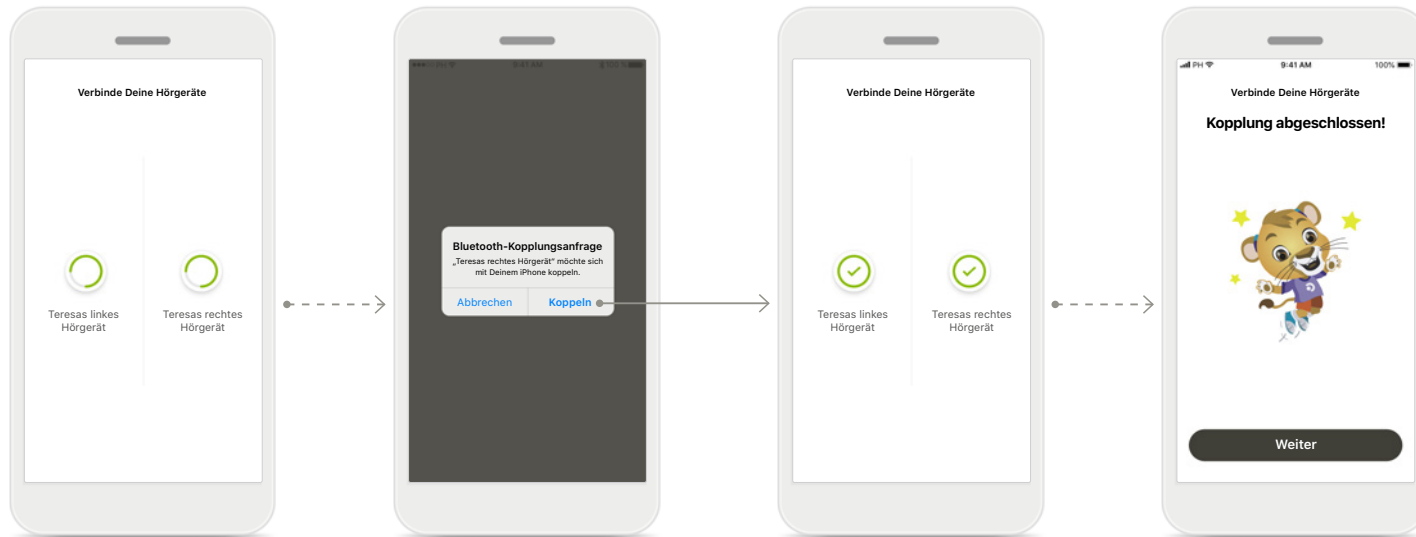 Verbinde Deine Hörgeräte
Teresas linkes
Hörgerät
Teresas rechtes
Hörgerät
9:41 AM
Bluetooth-Kopplungsanfrage
„Teresas rechtes Hörgerät“ möchte sich
mit Deinem iPhone koppeln.
Abbrechen
Koppeln
Verbinde Deine Hörgeräte
Teresas linkes
Hörgerät
Teresas rechtes
Hörgerät
PH 9:41 AM 100%
Verbinde Deine Hörgeräte
Kopplung abgeschlossen!
Weiter